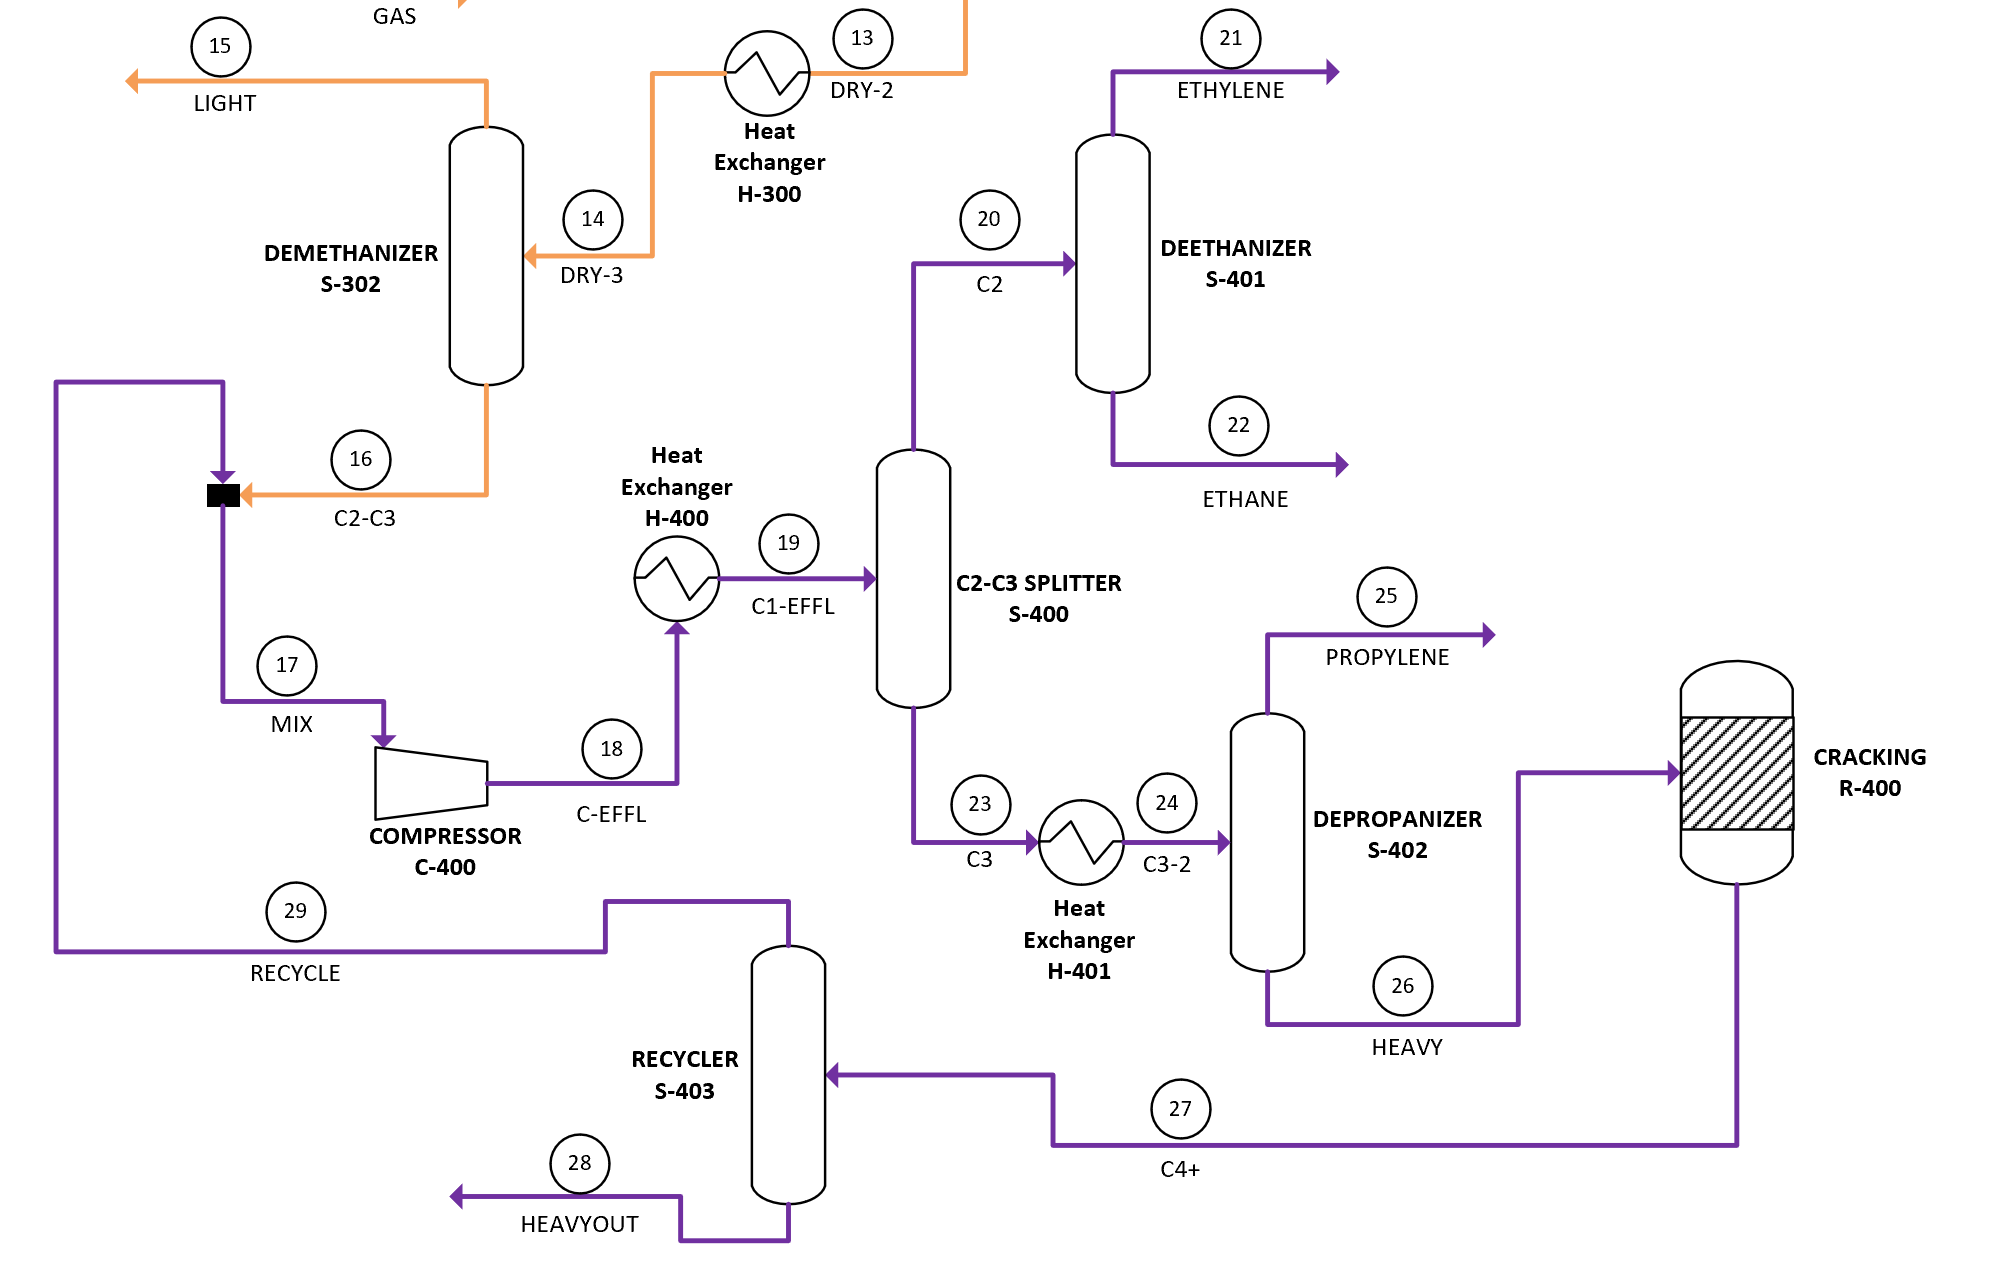 GAS
15
LIGHT
13
DRY-2
Heat
Exchanger
H-300
21
ETHYLENE
14
DRY-3
DEMETHANIZER
S-302
20
C2
DEETHANIZER
S-401
16
C2-C3
22
ETHANE
Heat
Exchanger
H-400
19
C1-EFFL
C2-C3 SPLITTER
S-400
25
PROPYLENE
17
MIX
18
C-EFFL
COMPRESSOR
C-400
23
C3
24
C3-2
Heat
Exchanger
H-401
DEPROPANIZER
S-402
CRACKING
R-400
29
RECYCLE
26
HEAVY
RECYCLER
S-403
27
C4+
28
HEAVYOUT